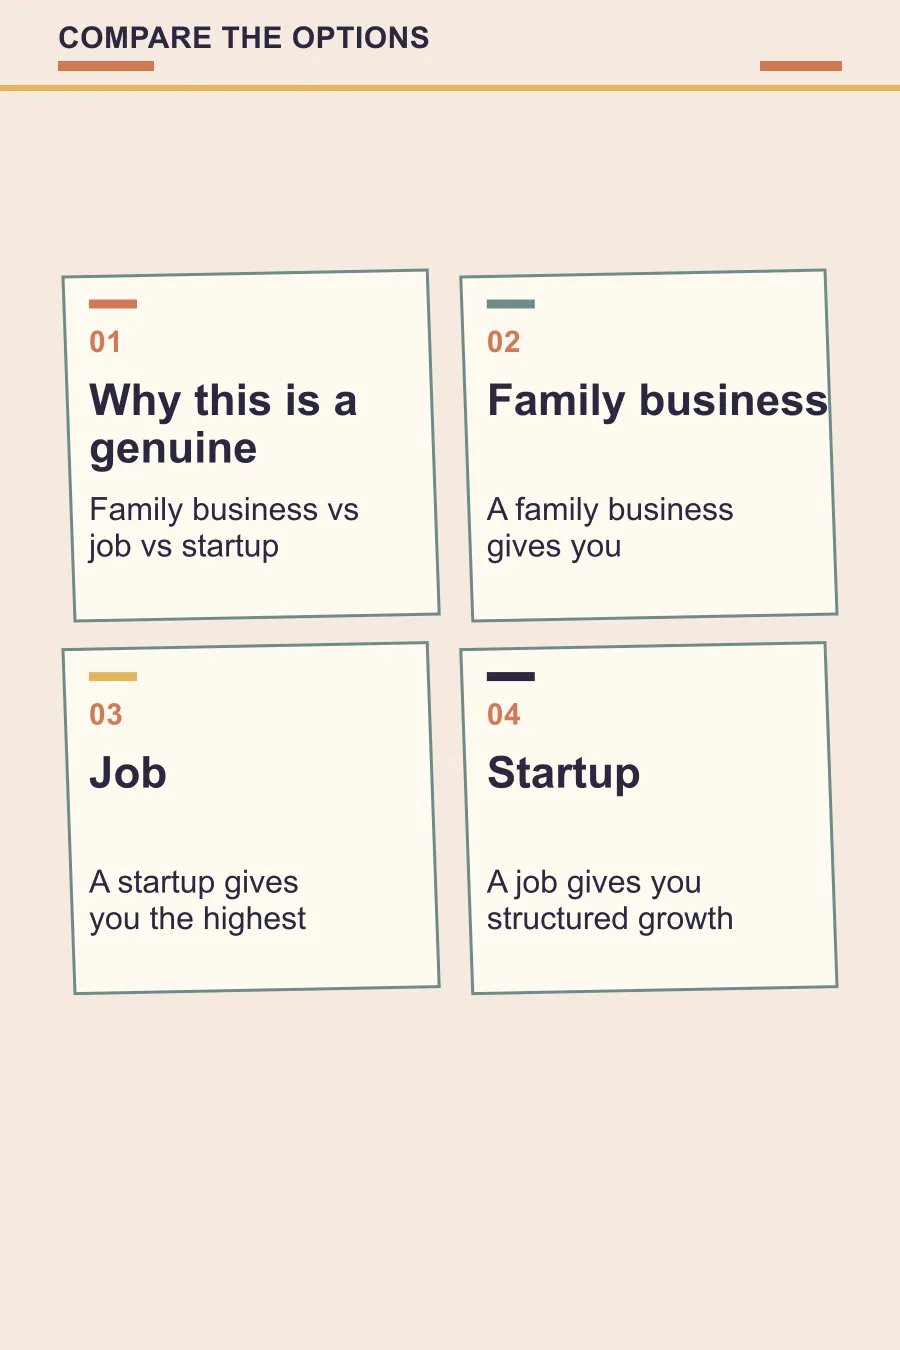 COMPARE THE OPTIONS
01
Why this is a
genuine
Family business vs
job vs startup
02
Family business
A family business
gives you
03
Job
A startup gives
you the highest
04
Startup
A job gives you
structured growth